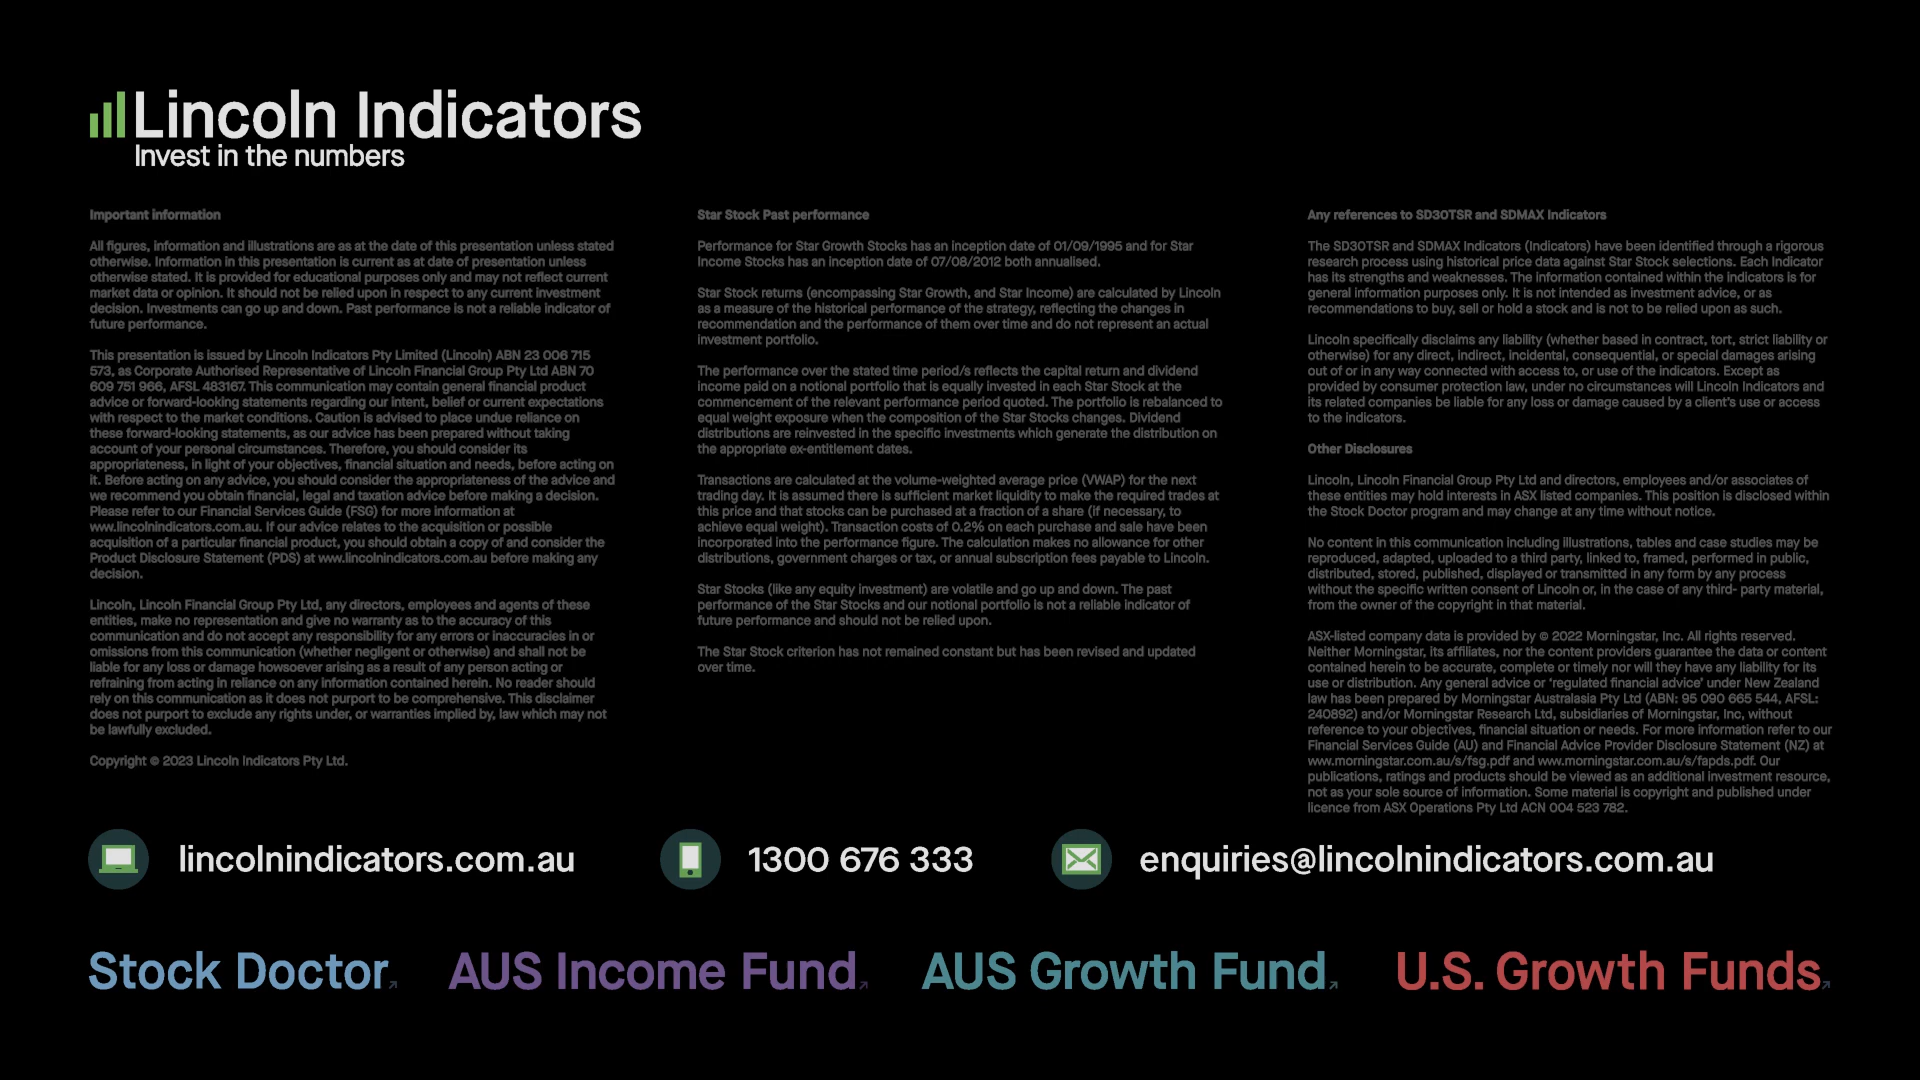 Lincoln Indicators
Invest in the numbers
Important information
All figures, information and illustrations are as at the date of this presentation unless stated
otherwise. Information in this presentation is current as at date of presentation unless
otherwise stated. It is provided for educational purposes only and may not reflect current
market data or opinion. It should not be relied upon in respect to any current investment
decision. Investments can go up and down. Past performance is not a reliable indicator of
future performance.
This presentation is issued by Lincoln Indicators Pty Limited (Lincoln) ABN 23 006 715
573, as Corporate Authorised Representative of Lincoln Financial Group Pty Ltd ABN 70
609 751 966, AFSL 483167. This communication may contain general financial product
advice or forward-looking statements regarding our intent, belief or current expectations
with respect to the market conditions. Caution is advised to place undue reliance on
these forward-looking statements, as our advice has been prepared without taking
account of your personal circumstances. Therefore, you should consider its
appropriateness, in light of your objectives, financial situation and needs, before acting on
it. Before acting on any advice, you should consider the appropriateness of the advice and
we recommend you obtain financial, legal and taxation advice before making a decision.
Please refer to our Financial Services Guide (FSG) for more information at
www.lincolnindicators.com.au. If our advice relates to the acquisition or possible
acquisition of a particular financial product, you should obtain a copy of and consider the
Product Disclosure Statement (PDS) at www.lincolnindicators.com.au before making any
decision.
Lincoln, Lincoln Financial Group Pty Ltd, any directors, employees and agents of these
entities, make no representation and give no warranty as to the accuracy of this
communication and do not accept any responsibility for any errors or inaccuracies in or
omissions from this communication (whether negligent or otherwise) and shall not be
liable for any loss or damage howsoever arising as a result of any person acting or
refraining from acting in reliance on any information contained herein. No reader should
rely on this communication as it does not purport to be comprehensive. This disclaimer
does not purport to exclude any rights under, or warranties implied by, law which may not
be lawfully excluded.
Copyright © 2023 Lincoln Indicators Pty Ltd.
Star Stock Past performance
Performance for Star Growth Stocks has an inception date of 01/09/1995 and for Star
Income Stocks has an inception date of 07/08/2012 both annualised.
Star Stock returns (encompassing Star Growth, and Star Income) are calculated by Lincoln
as a measure of the historical performance of the strategy, reflecting the changes in
recommendation and the performance of them over time and do not represent an actual
investment portfolio.
The performance over the stated time period/s reflects the capital return and dividend
income paid on a notional portfolio that is equally invested in each Star Stock at the
commencement of the relevant performance period quoted. The portfolio is rebalanced to
equal weight exposure when the composition of the Star Stocks changes. Dividend
distributions are reinvested in the specific investments which generate the distribution on
the appropriate ex-entitlement dates.
Transactions are calculated at the volume-weighted average price (VWAP) for the next
trading day. It is assumed there is sufficient market liquidity to make the required trades at
this price and that stocks can be purchased at a fraction of a share (if necessary, to
achieve equal weight). Transaction costs of 0.2% on each purchase and sale have been
incorporated into the performance figure. The calculation makes no allowance for other
distributions, government charges or tax, or annual subscription fees payable to Lincoln.
Star Stocks (like any equity investment) are volatile and go up and down. The past
performance of the Star Stocks and our notional portfolio is not a reliable indicator of
future performance and should not be relied upon.
The Star Stock criterion has not remained constant but has been revised and updated
over time.
Any references to SD3OTSR and SDMAX Indicators
The SD3OTSR and SDMAX Indicators (Indicators) have been identified through a rigorous
research process using historical price data against Star Stock selections. Each Indicator
has its strengths and weaknesses. The information contained within the indicators is for
general information purposes only. It is not intended as investment advice, or as
recommendations to buy, sell or hold a stock and is not to be relied upon as such.
Lincoln specifically disclaims any liability (whether based in contract, tort, strict liability or
otherwise) for any direct, indirect, incidental, consequential, or special damages arising
out of or in any way connected with access to, or use of the indicators. Except as
provided by consumer protection law, under no circumstances will Lincoln Indicators and
its related companies be liable for any loss or damage caused by a client's use or access
to the indicators.
Other Disclosures
Lincoln, Lincoln Financial Group Pty Ltd and directors, employees and/or associates of
these entities may hold interests in ASX listed companies. This position is disclosed within
the Stock Doctor program and may change at any time without notice.
No content in this communication including illustrations, tables and case studies may be
reproduced, adapted, uploaded to a third party, linked to, framed, performed in public,
distributed, stored, published, displayed or transmitted in any form by any process
without the specific written consent of Lincoln or, in the case of any third- party material,
from the owner of the copyright in that material.
ASX-listed company data is provided by © 2022 Morningstar, Inc. All rights reserved.
Neither Morningstar, its affiliates, nor the content providers guarantee the data or content
contained herein to be accurate, complete or timely nor will they have any liability for its
use or distribution. Any general advice or 'regulated financial advice' under New Zealand
law has been prepared by Morningstar Australasia Pty Ltd (ABN: 95 090 665 544, AFSL:
240892) and/or Morningstar Research Ltd, subsidiaries of Morningstar, Inc, without
reference to your objectives, financial situation or needs. For more information refer to our
Financial Services Guide (AU) and Financial Advice Provider Disclosure Statement (NZ) at
www.morningstar.com.au/s/fsg.pdf and www.morningstar.com.au/s/fapds.pdf. Our
publications, ratings and products should be viewed as an additional investment resource,
not as your sole source of information. Some material is copyright and published under
licence from ASX Operations Pty Ltd ACN 004 523 782.
lincolnindicators.com.au
1300 676 333
enquiries@lincolnindicators.com.au
Stock Doctor
AUS Income Fund
AUS Growth Fund
U.S. Growth Funds